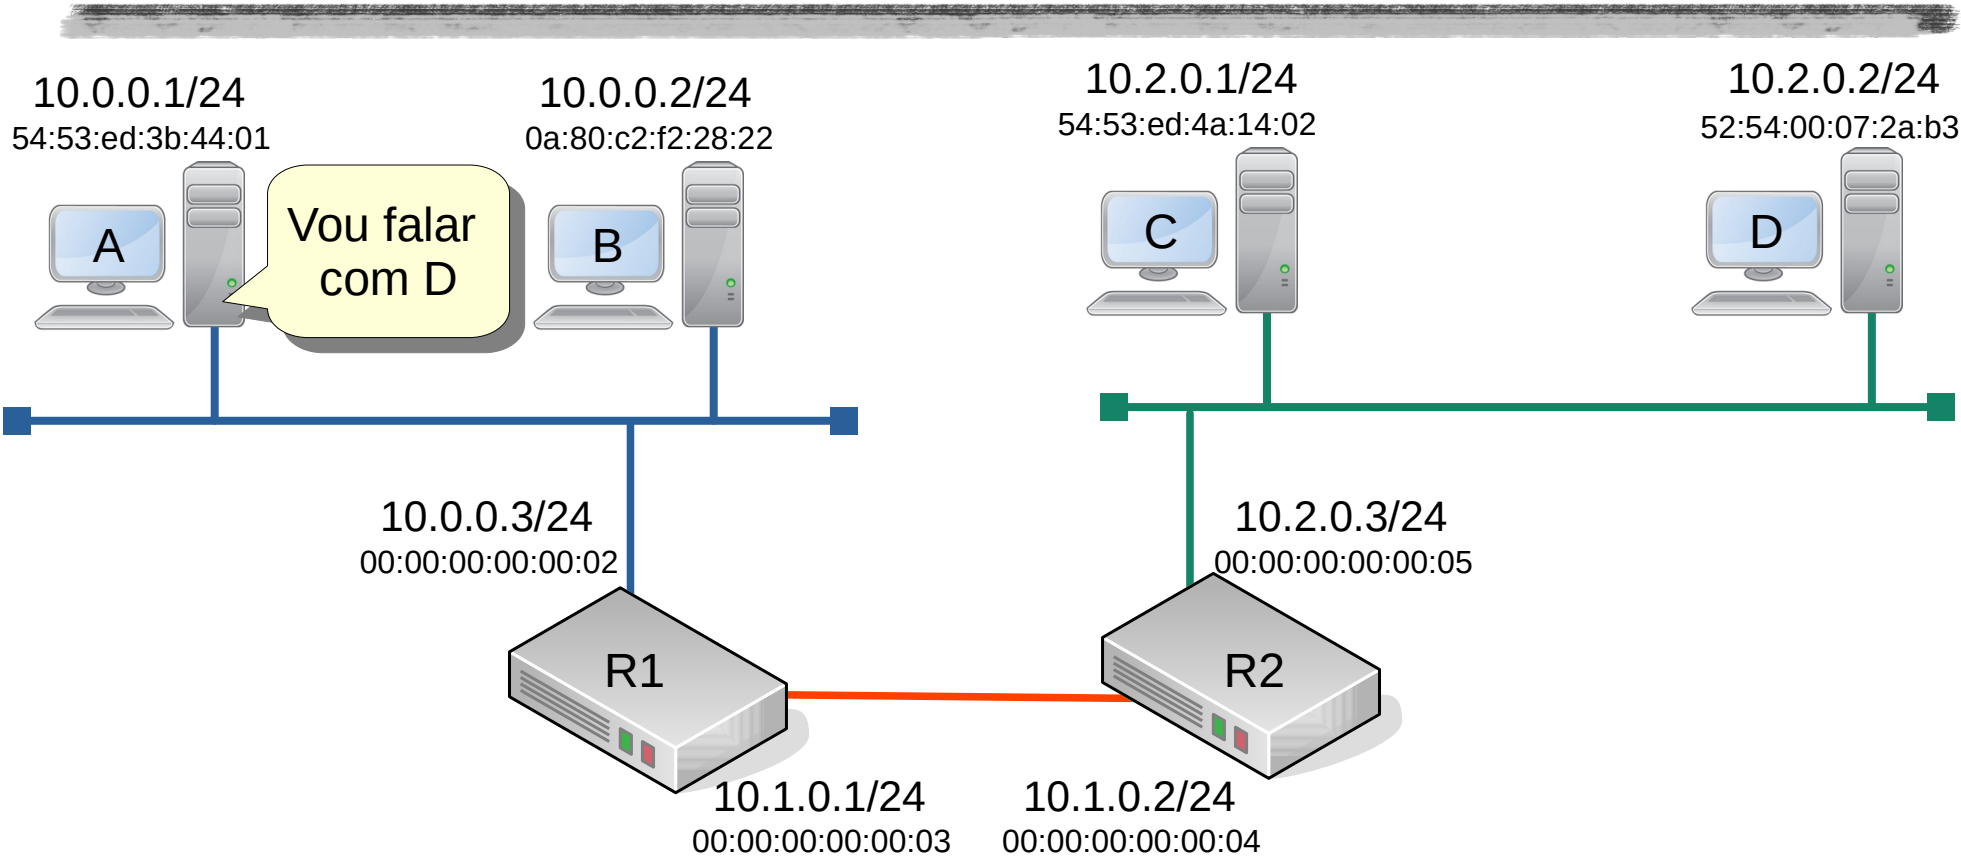 10.0.0.1/24
54:53:ed:3b:44:01
10.0.0.2/24
0a:80:c2:f2:28:22
10.2.0.1/24
54:53:ed:4a:14:02
10.2.0.2/24
52:54:00:07:2a:b3
A
Vou falar
com D
B
C
D
10.0.0.3/24
00:00:00:00:00:02
10.2.0.3/24
00:00:00:00:00:05
R1
R2
10.1.0.1/24
00:00:00:00:00:03
10.1.0.2/24
00:00:00:00:00:04